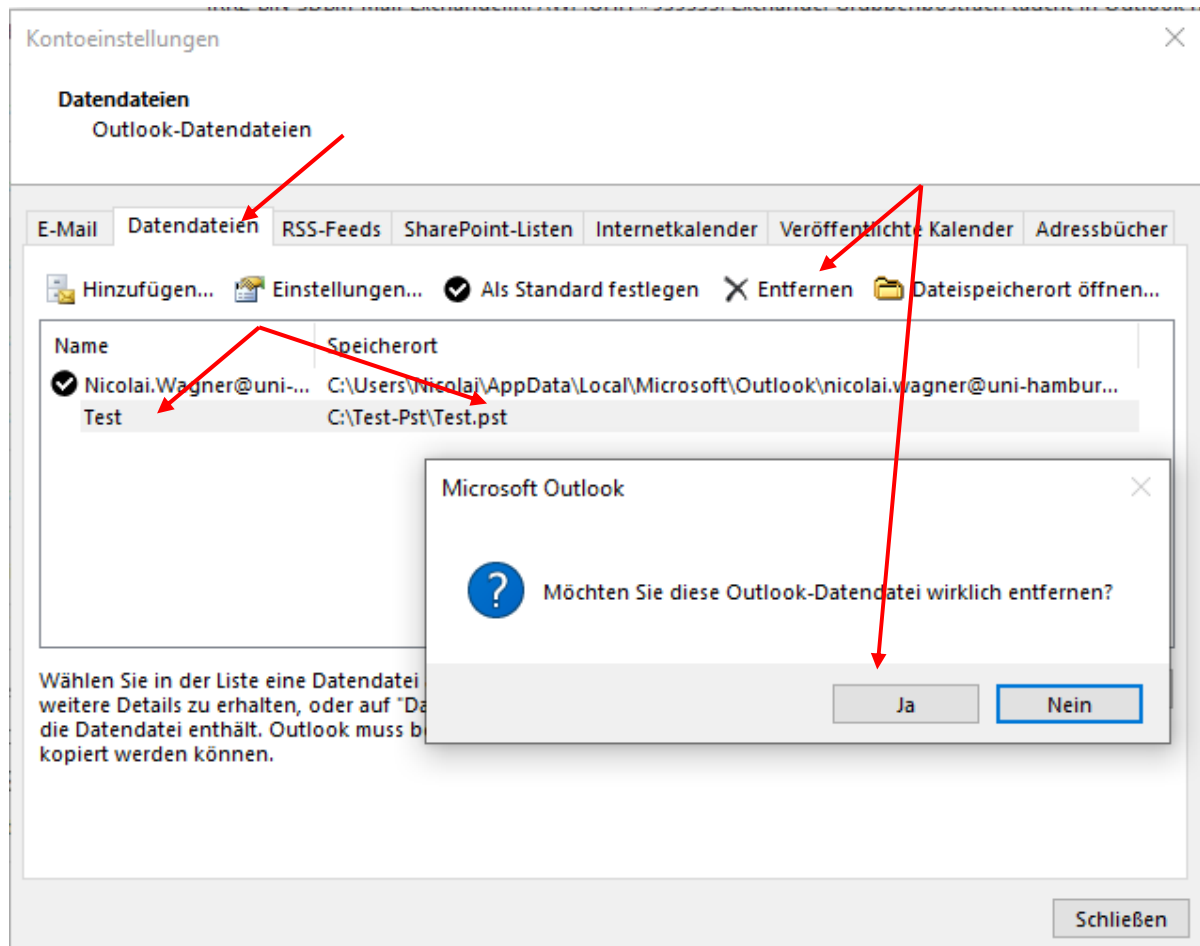 Kontoeinstellungen
Datendateien
Outlook-Datendateien
E-Mail Datendateien RSS-Feeds SharePoint-Listen Internetkalender Veröffentlichte Kalender Adressbücher
Hinzufügen... Einstellungen... Als Standard festlegen Entfernen Dateispeicherort öffnen...
Name Speicherort
Nicolai.Wagner@uni-... C:\Users\Nicolaj\AppData\Local\Microsoft\Outlook\nicolai.wagner@uni-hambur...
Test C:\Test-Pst\Test.pst
Microsoft Outlook
Möchten Sie diese Outlook-Datendatei wirklich entfernen?
Ja Nein
Wählen Sie in der Liste eine Datendatei
weitere Details zu erhalten, oder auf "Da
die Datendatei enthält. Outlook muss be
kopiert werden können.
Schließen